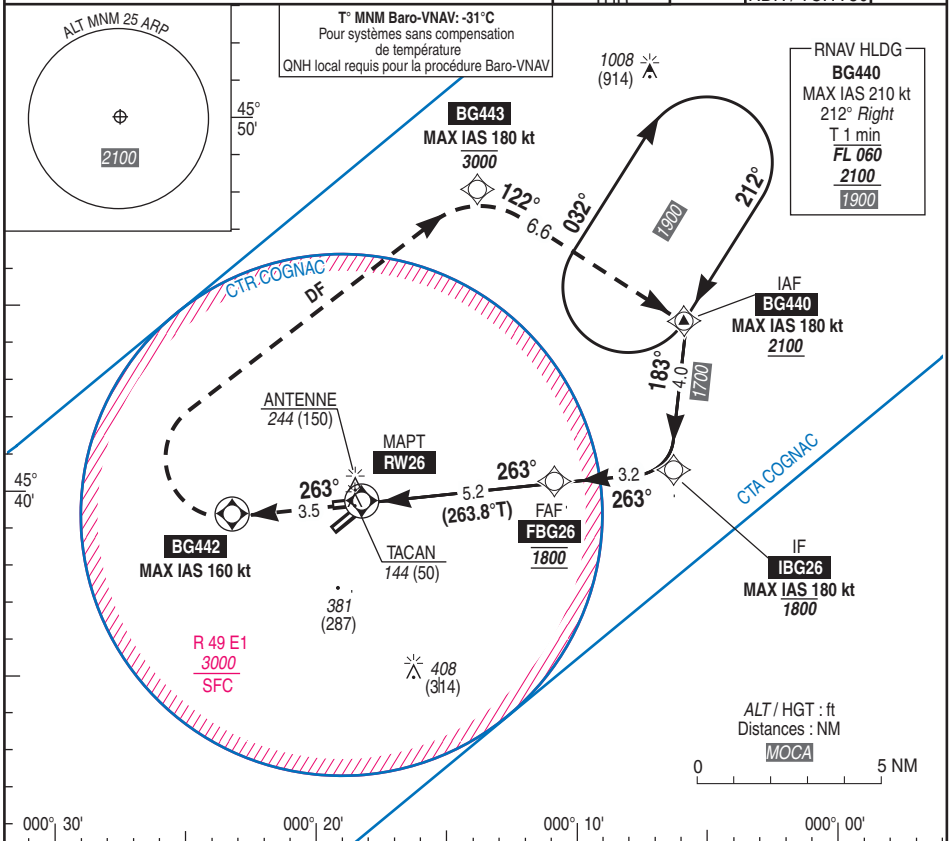 ALT MNM 25 ARP
2100
T° MNM Baro-VNAV: -31°C
Pour systèmes sans compensation
de température
QNH local requis pour la procédure Baro-VNAV
45°
50'
1008
(914)
RNAV HLDG
BG440
MAX IAS 210 kt
212° Right
T 1 min
FL 060
2100
1900
BG443
MAX IAS 180 kt
3000
122°
6.6
032°
1900
212°
CTR COGNAC
DF
IAF
BG440
MAX IAS 180 kt
2100
183°
4.0
1700
ANTENNE
244 (150)
MAPT
RW26
45°
40'
263°
3.5
263°
5.2
(263.8°T)
3.2
263°
CTA COGNAC
FAF
FBG26
1800
BG442
MAX IAS 160 kt
TACAN
144 (50)
IF
IBG26
MAX IAS 180 kt
1800
381
(287)
R 49 E1
3000
SFC
408
(314)
ALT / HGT : ft
Distances : NM
MOCA
0 5 NM
000° 30' 000° 20' 000° 10' 000° 00'